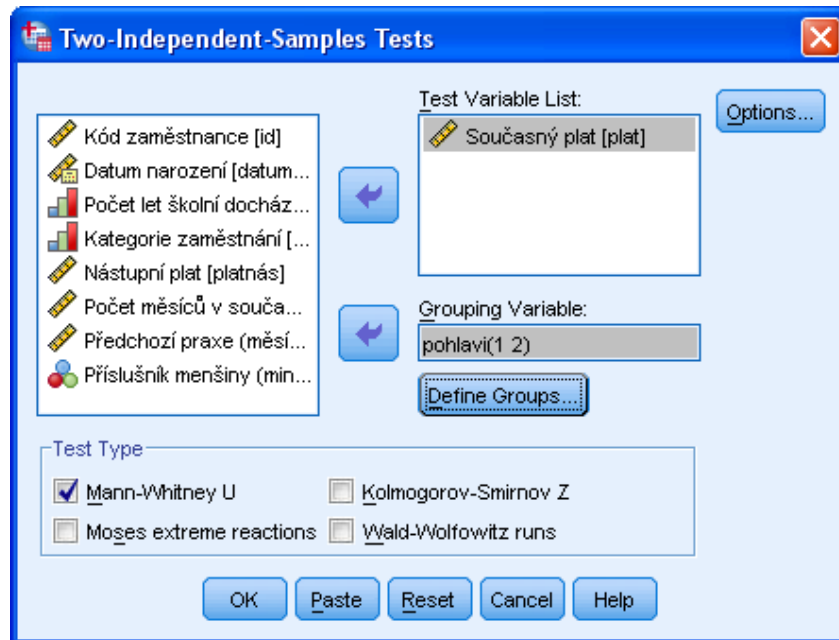 Two-Independent-Samples Tests
Test Variable List:
Options...
Kód zaměstnance [id]
Datum narození [datum...
Počet let školní docház...
Kategorie zaměstnání [...
Nástupní plat [platnás]
Počet měsíců v souča...
Předchozí praxe (měsí...
Příslušník menšiny (min...
Současný plat [plat]
Grouping Variable:
pohlavi(1 2)
Define Groups...
Test Type
Mann-Whitney U
Kolmogorov-Smirnov Z
Moses extreme reactions
Wald-Wolfowitz runs
OK
Paste
Reset
Cancel
Help